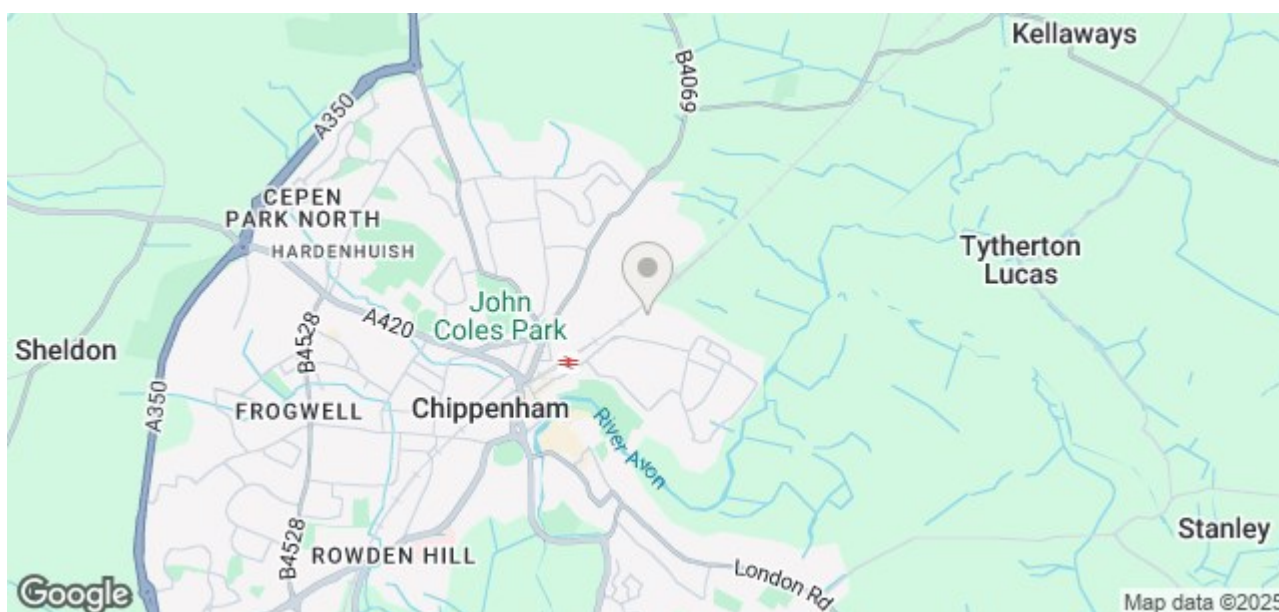 Kellaways
B4069
A350
CEPEN
PARK NORTH
HARDENHUISH
Tytherton
Lucas
John
Coles Park
A420
B4528
Sheldon
A350
FROGWELL
Chippenham
River Avon
B4528
ROWDEN HILL
Stanley
London Rd
Google
Map data ©2025